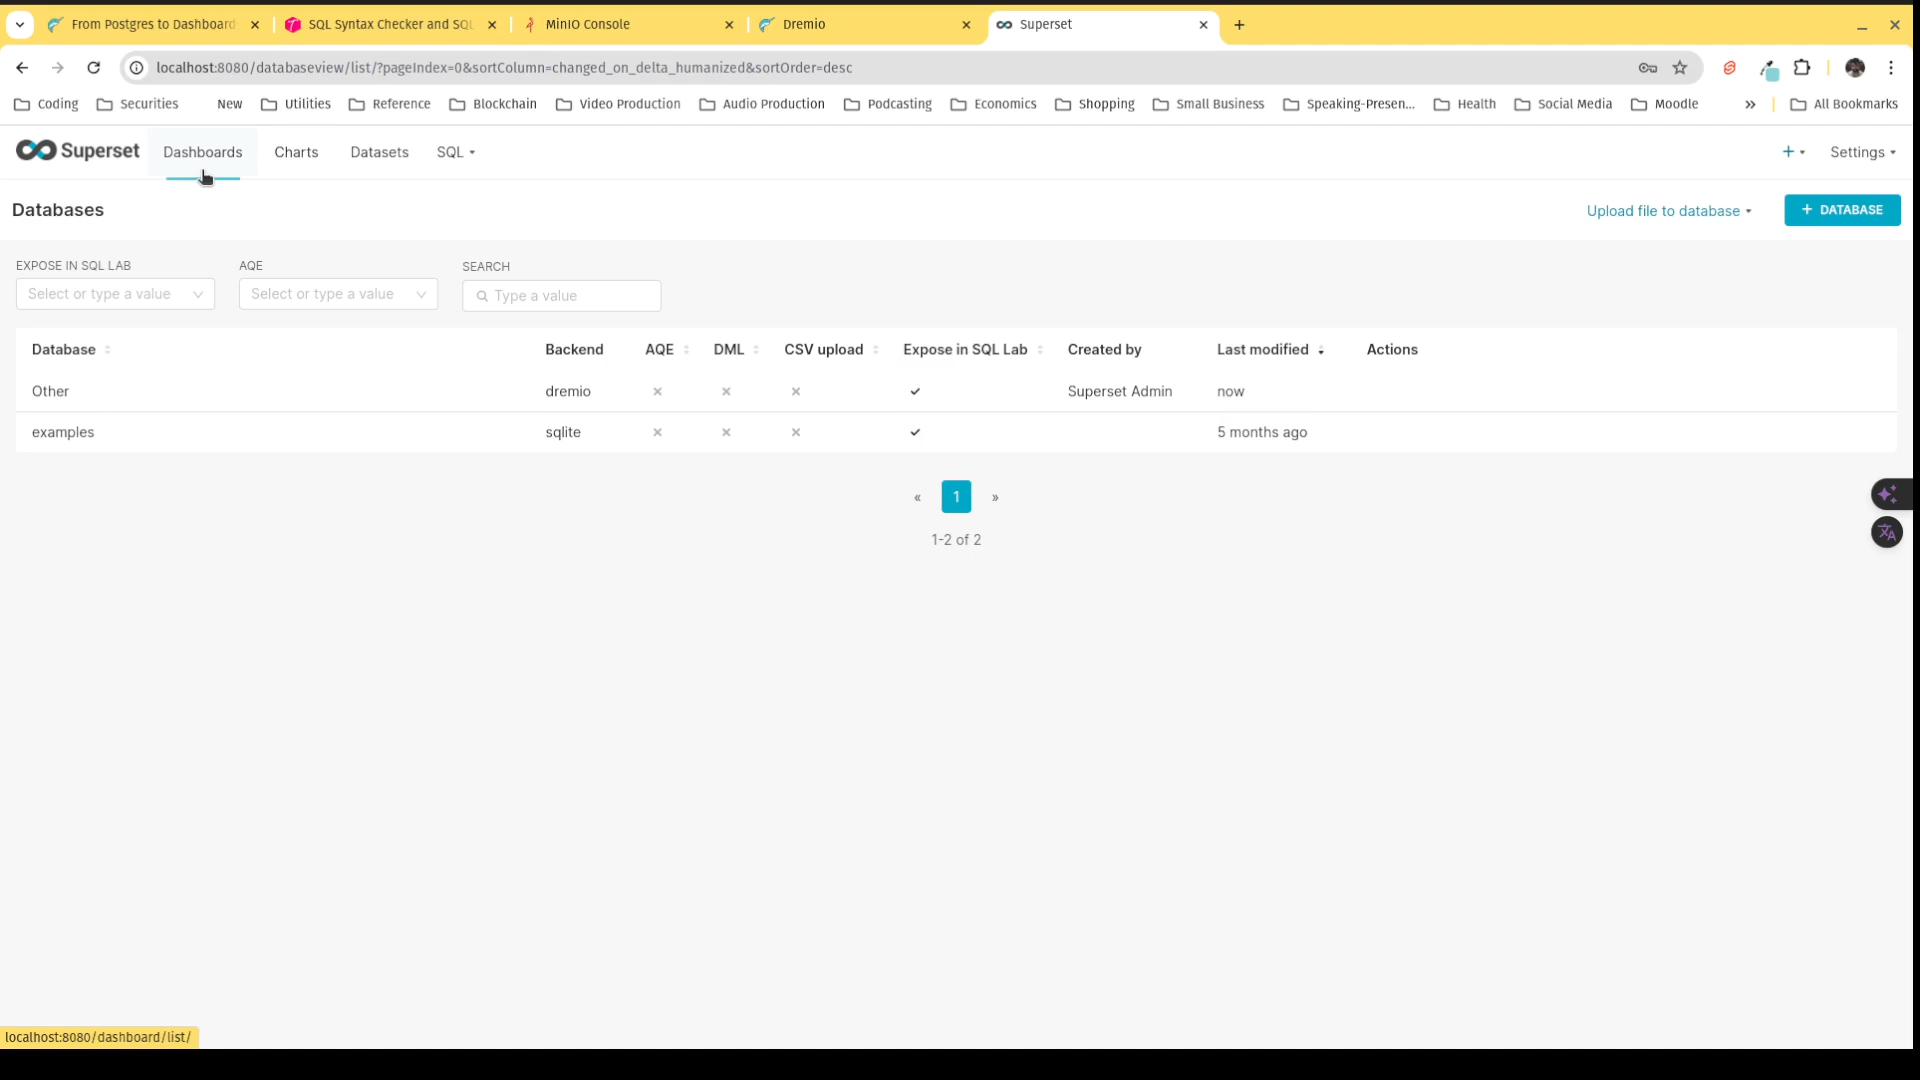 From Postgres to Dashboard
SQL Syntax Checker and SQL
MinIO Console
Dremio
Superset
localhost:8080/databaseview/list/?pageIndex=0&sortColumn=changed_on_delta_humanized&sortOrder=desc
Coding Securities New Utilities Reference Blockchain Video Production Audio Production Podcasting Economics Shopping Small Business Speaking-Presen... Health Social Media Moodle » All Bookmarks
Superset Dashboards Charts Datasets SQL + Settings
Databases Upload file to database + DATABASE
EXPOSE IN SQL LAB AQE SEARCH
Select or type a value Select or type a value Type a value
Database Backend AQE DML CSV upload Expose in SQL Lab Created by Last modified Actions
Other dremio Superset Admin now
examples sqlite 5 months ago
« 1 »
1-2 of 2
localhost:8080/dashboard/list/